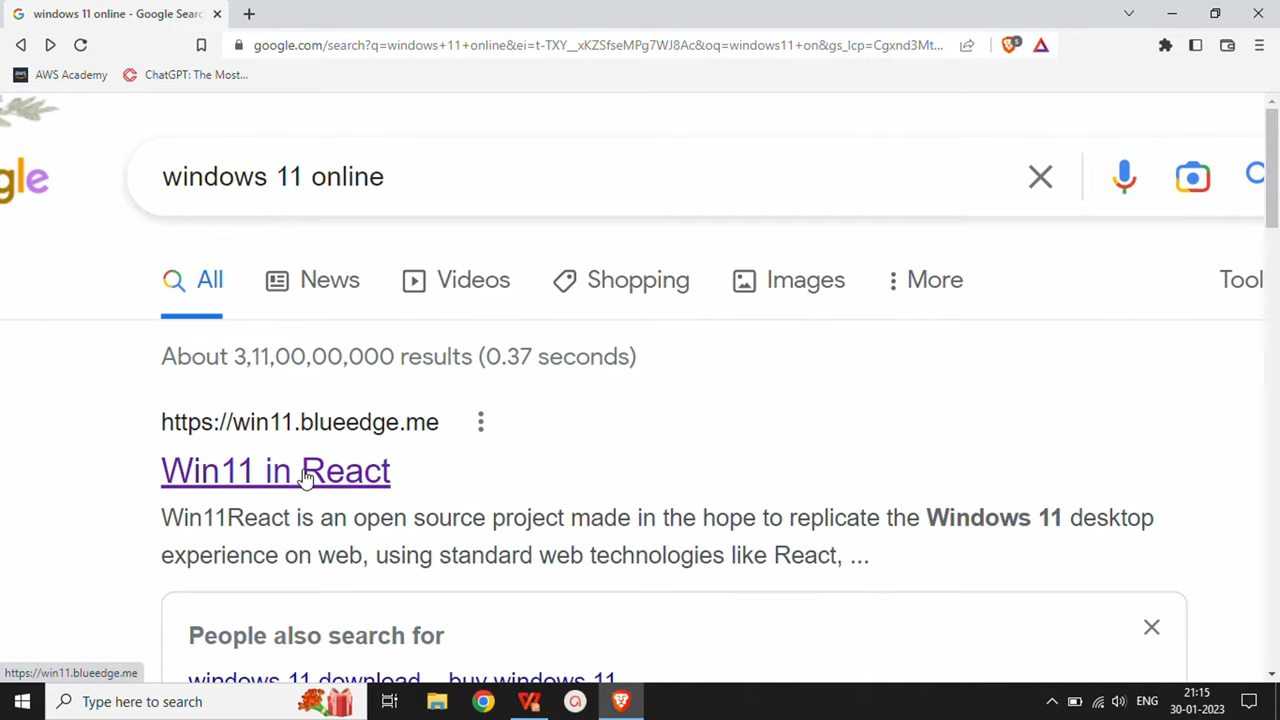 windows 11 online - Google Searc
google.com/search?q=windows+11+online&ei=t-TXY__xKZSfseMPg7WJ8Ac&oq=windows11+on&gs_lcp=Cgxnd3Mt...
5
AWS Academy
ChatGPT: The Most...
gle
windows 11 online
All
News
Videos
Shopping
Images
More
Tool
About 3,11,00,00,000 results (0.37 seconds)
https://win11.blueedge.me
Win11 in React
Win11React is an open source project made in the hope to replicate the Windows 11 desktop
experience on web, using standard web technologies like React, ...
People also search for
windows 11 download
buy windows 11
https://win11.blueedge.me
Type here to search
ENG
21:15
30-01-2023